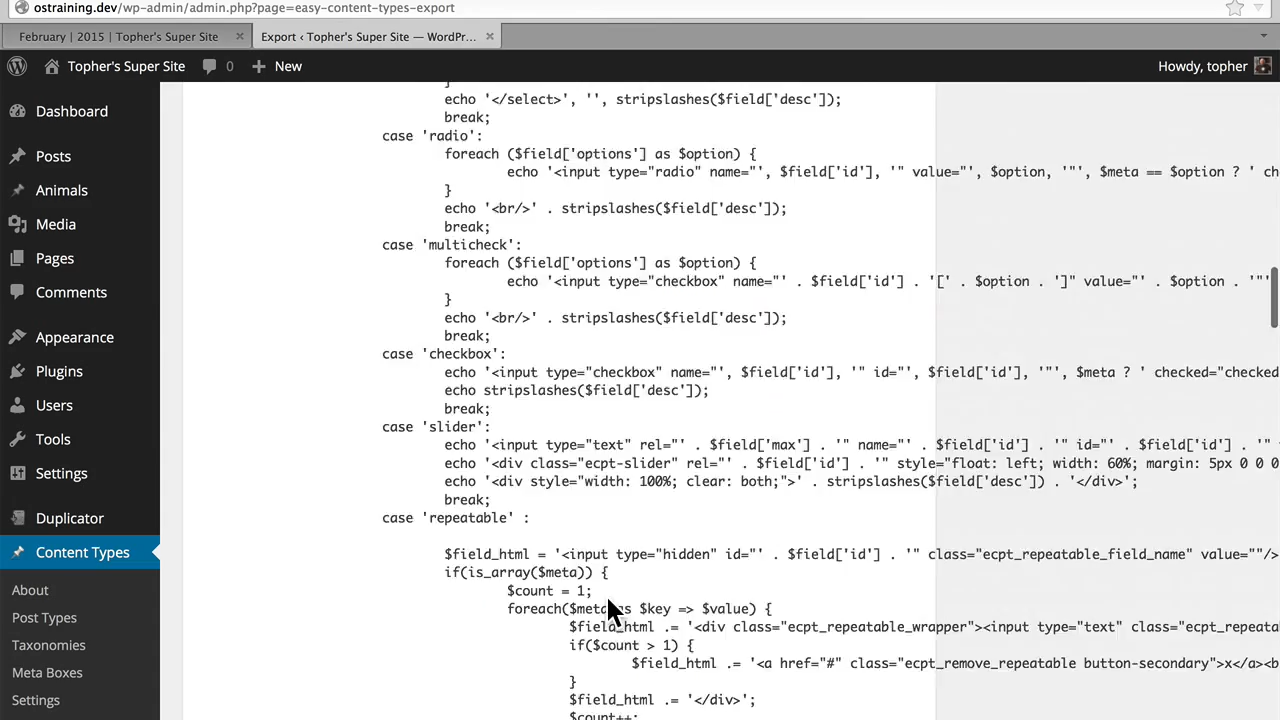 ostraining.dev/wp-admin/admin.php?page=easy-content-types-export
February | 2015 | Topher's Super Site ×
Export ‹ Topher's Super Site — WordPr... ×
Topher's Super Site 0 + New Howdy, topher
Dashboard
Posts
Animals
Media
Pages
Comments
Appearance
Plugins
Users
Tools
Settings
Duplicator
Content Types
About
Post Types
Taxonomies
Meta Boxes
Settings
}
echo '</select>', '', stripslashes($field['desc']);
break;
case 'radio':
foreach ($field['options'] as $option) {
echo '<input type="radio" name="', $field['id'], '" value="', $option, '"', $meta == $option ? ' ch
}
echo '<br/>' . stripslashes($field['desc']);
break;
case 'multicheck':
foreach ($field['options'] as $option) {
echo '<input type="checkbox" name="' . $field['id'] . '[' . $option . ']" value="' . $option . '"'
}
echo '<br/>' . stripslashes($field['desc']);
break;
case 'checkbox':
echo '<input type="checkbox" name="', $field['id'], '" id="', $field['id'], '"', $meta ? ' checked="checked
echo stripslashes($field['desc']);
break;
case 'slider':
echo '<input type="text" rel="' . $field['max'] . '" name="' . $field['id'] . '" id="' . $field['id'] . '"
echo '<div class="ecpt-slider" rel="' . $field['id'] . '" style="float: left; width: 60%; margin: 5px 0 0 0
echo '<div style="width: 100%; clear: both;">' . stripslashes($field['desc']) . '</div>';
break;
case 'repeatable' :
$field_html = '<input type="hidden" id="' . $field['id'] . '" class="ecpt_repeatable_field_name" value=""/>
if(is_array($meta)) {
$count = 1;
foreach($meta as $key => $value) {
$field_html .= '<div class="ecpt_repeatable_wrapper"><input type="text" class="ecpt_repeata
if($count > 1) {
$field_html .= '<a href="#" class="ecpt_remove_repeatable button-secondary">x</a><b
}
$field_html .= '</div>';
$count++;